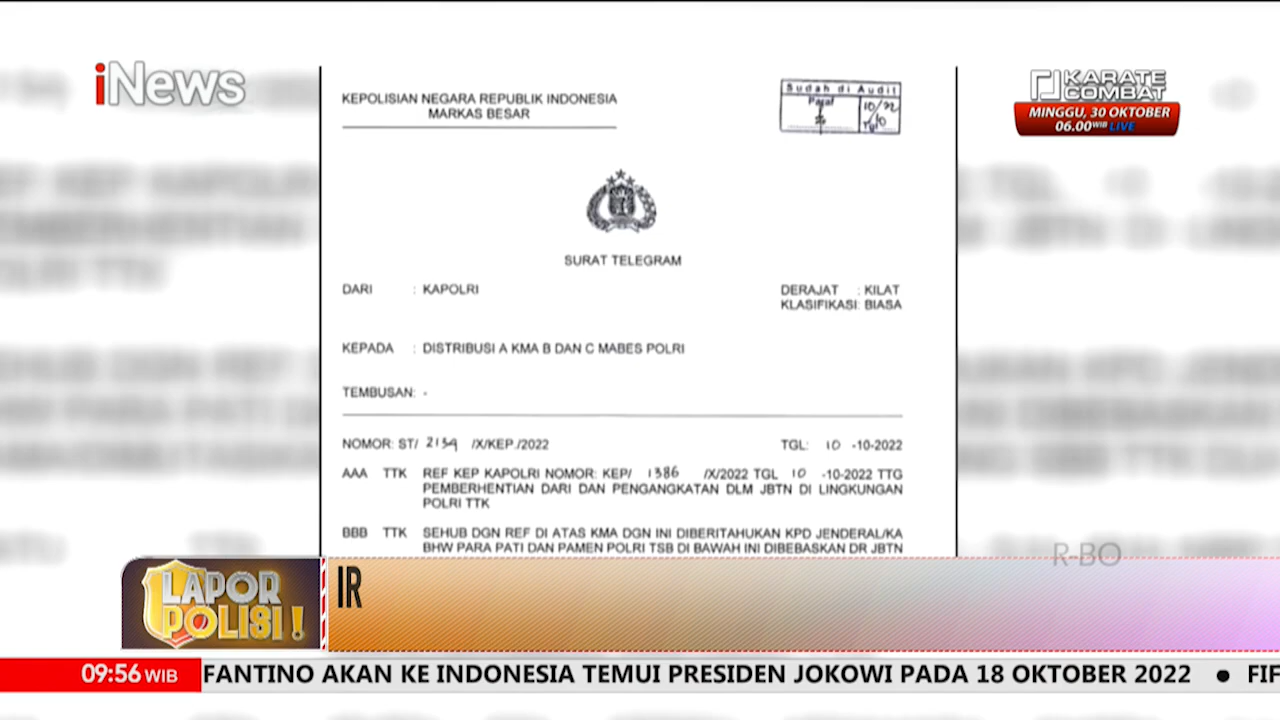 iNews
KARATE
COMBAT
MINGGU, 30 OKTOBER
06.00WIB LIVE
KEPOLISIAN NEGARA REPUBLIK INDONESIA
MARKAS BESAR
Sudah di Audit
Paraf
10/22
/10
Tgl
SURAT TELEGRAM
DARI : KAPOLRI
DERAJAT : KILAT
KLASIFIKASI: BIASA
KEPADA : DISTRIBUSI A KMA B DAN C MABES POLRI
TEMBUSAN: -
NOMOR: ST/ 2134 /X/KEP./2022
TGL: 10 -10-2022
AAA TTK REF KEP KAPOLRI NOMOR: KEP/ 1386 /X/2022 TGL 10 -10-2022 TTG
PEMBERHENTIAN DARI DAN PENGANGKATAN DLM JBTN DI LINGKUNGAN
POLRI TTK
BBB TTK SEHUB DGN REF DI ATAS KMA DGN INI DIBERITAHUKAN KPD JENDERAL/KA
BHW PARA PATI DAN PAMEN POLRI TSB DI BAWAH INI DIBEBASKAN DR JBTN
R-BO
LAPOR
POLISI !
IR
09:56 WIB
FANTINO AKAN KE INDONESIA TEMUI PRESIDEN JOKOWI PADA 18 OKTOBER 2022 ● FIF